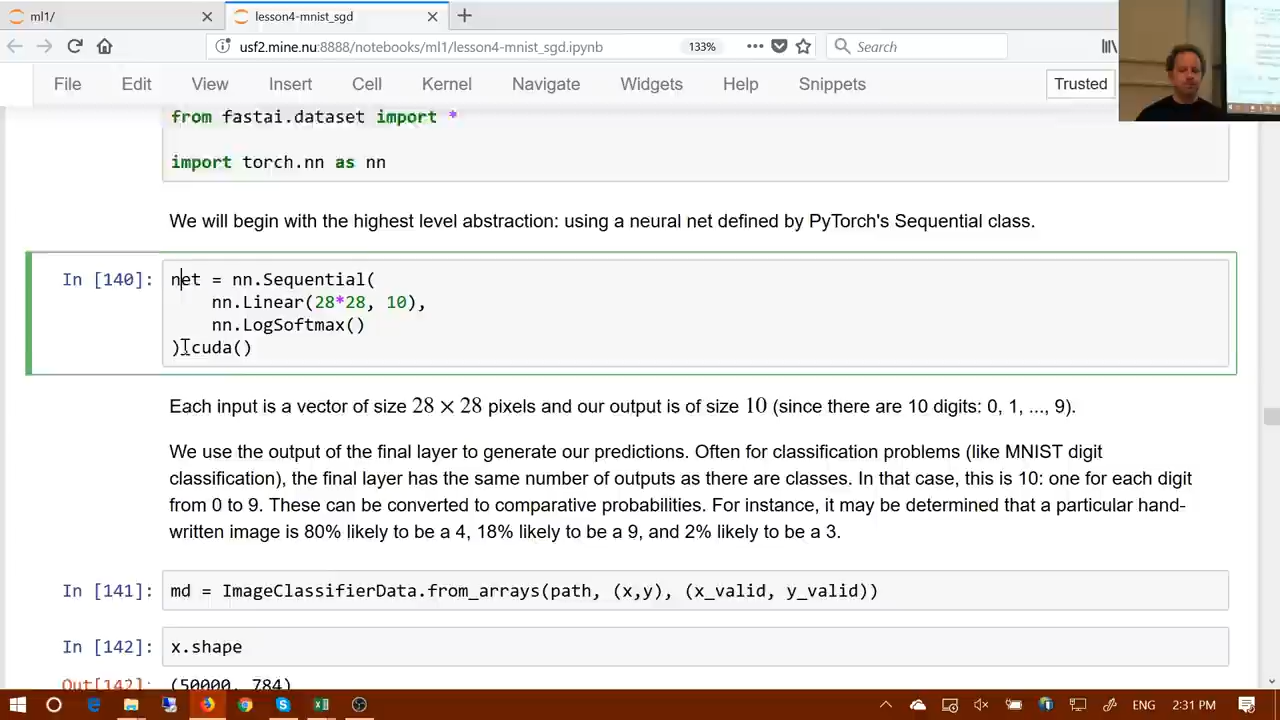 ml1/
lesson4-mnist_sgd
usf2.mine.nu:8888/notebooks/ml1/lesson4-mnist_sgd.ipynb
133%
Search
File Edit View Insert Cell Kernel Navigate Widgets Help Snippets
Trusted
from fastai.dataset import *
import torch.nn as nn
We will begin with the highest level abstraction: using a neural net defined by PyTorch's Sequential class.
In [140]:
net = nn.Sequential(
nn.Linear(28*28, 10),
nn.LogSoftmax()
).cuda()
Each input is a vector of size 28 × 28 pixels and our output is of size 10 (since there are 10 digits: 0, 1, ..., 9).
We use the output of the final layer to generate our predictions. Often for classification problems (like MNIST digit
classification), the final layer has the same number of outputs as there are classes. In that case, this is 10: one for each digit
from 0 to 9. These can be converted to comparative probabilities. For instance, it may be determined that a particular hand-
written image is 80% likely to be a 4, 18% likely to be a 9, and 2% likely to be a 3.
In [141]:
md = ImageClassifierData.from_arrays(path, (x,y), (x_valid, y_valid))
In [142]:
x.shape
Out[142]:
(50000, 784)
ENG
2:31 PM